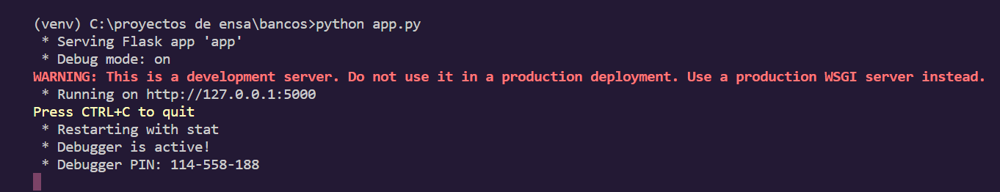 (venv) C:\proyectos de ensa\bancos>python app.py
 * Serving Flask app 'app'
 * Debug mode: on
WARNING: This is a development server. Do not use it in a production deployment. Use a production WSGI server instead.
 * Running on http://127.0.0.1:5000
Press CTRL+C to quit
 * Restarting with stat
 * Debugger is active!
 * Debugger PIN: 114-558-188